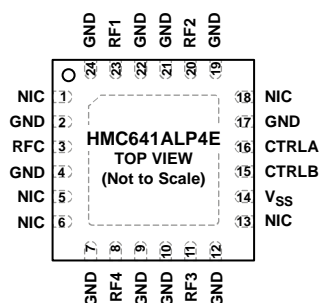 GND RF1 GND GND RF2 GND
24 23 22 21 20 19
NIC 1
GND 2
RFC 3
GND 4
NIC 5
NIC 6
HMC641ALP4E
TOP VIEW
(Not to Scale)
18 NIC
17 GND
16 CTRLA
15 CTRLB
14 VSS
13 NIC
7 8 9 10 11 12
GND RF4 GND GND RF3 GND